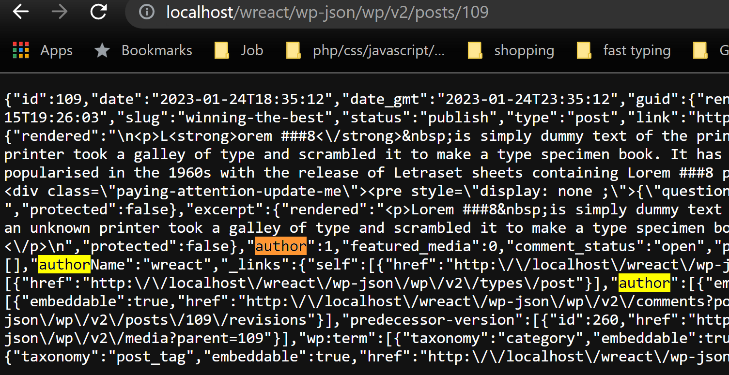 localhost/wreact/wp-json/wp/v2/posts/109
Apps Bookmarks Job php/css/javascript/... shopping fast typing G
{"id":109,"date":"2023-01-24T18:35:12","date_gmt":"2023-01-24T23:35:12","guid":{"ren
15T19:26:03","slug":"winning-the-best","status":"publish","type":"post","link":"http
{"rendered":"\n<p>L<strong>orem ###8<\/strong>&nbsp;is simply dummy text of the prin
printer took a galley of type and scrambled it to make a type specimen book. It has
popularised in the 1960s with the release of Letraset sheets containing Lorem ###8 p
<div class=\"paying-attention-update-me\"><pre style=\"display: none ;\">{\"question
","protected":false},"excerpt":{"rendered":"<p>Lorem ###8&nbsp;is simply dummy text
an unknown printer took a galley of type and scrambled it to make a type specimen bo
<\/p>\n","protected":false},"author":1,"featured_media":0,"comment_status":"open","p
[],"authorName":"wreact","_links":{"self":[{"href":"http:\/\/localhost\/wreact\/wp-j
[{"href":"http:\/\/localhost\/wreact\/wp-json\/wp\/v2\/types\/post"}],"author":[{"em
[{"embeddable":true,"href":"http:\/\/localhost\/wreact\/wp-json\/wp\/v2\/comments?po
json\/wp\/v2\/posts\/109\/revisions"}],"predecessor-version":[{"id":260,"href":"http
json\/wp\/v2\/media?parent=109"}],"wp:term":[{"taxonomy":"category","embeddable":tru
{"taxonomy":"post_tag","embeddable":true,"href":"http:\/\/localhost\/wreact\/wp-json